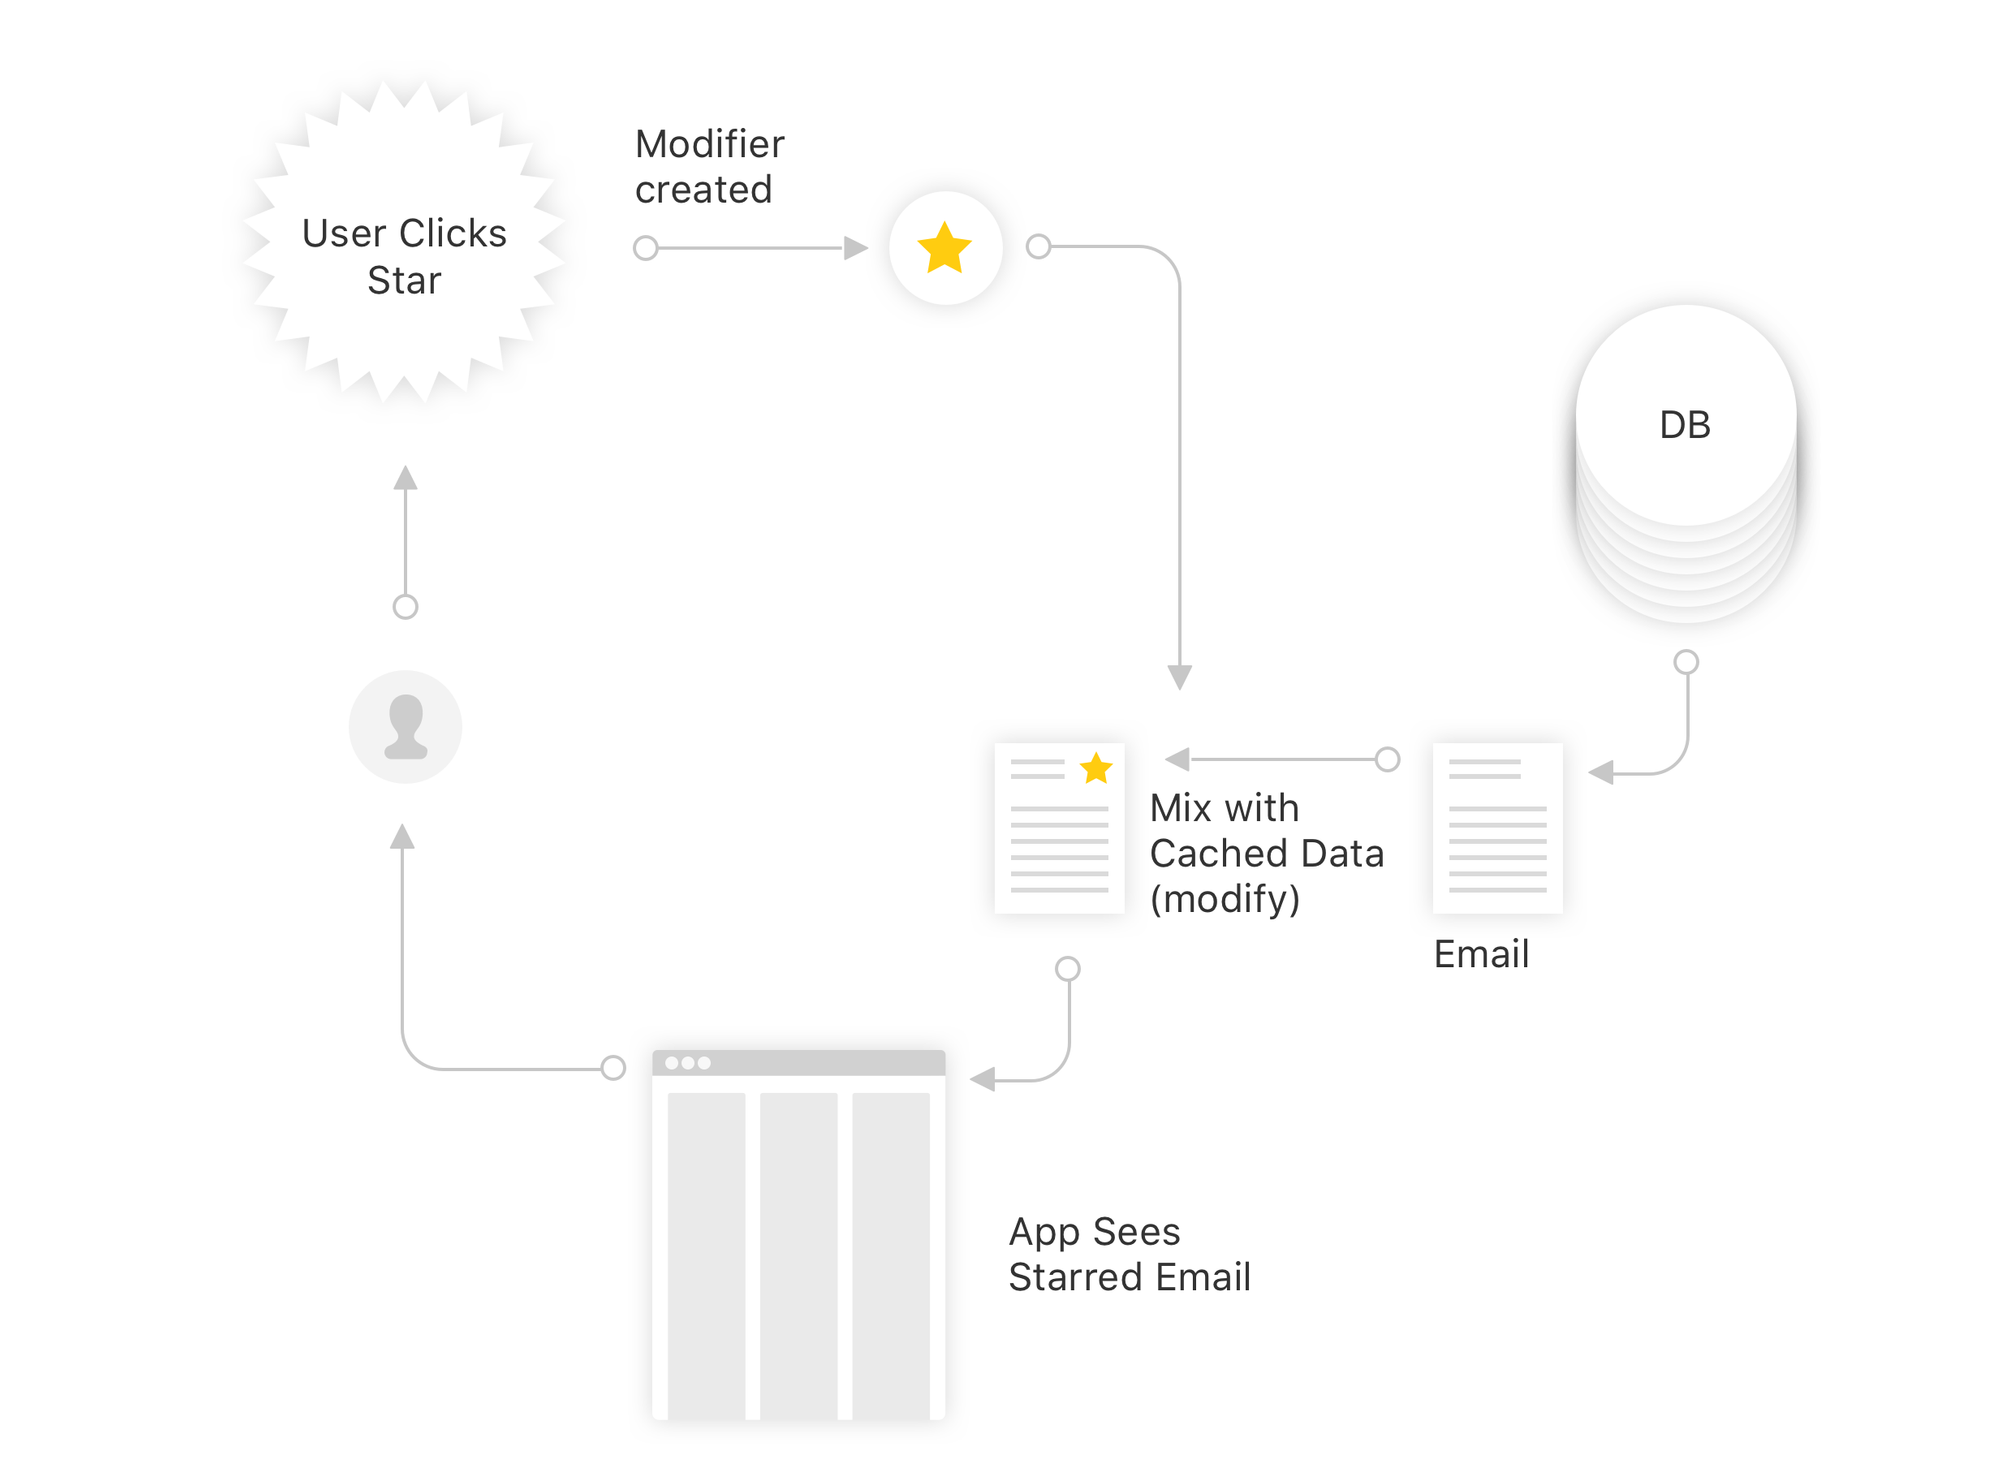 User Clicks
Star
Modifier
created
DB
Mix with
Cached Data
(modify)
Email
App Sees
Starred Email